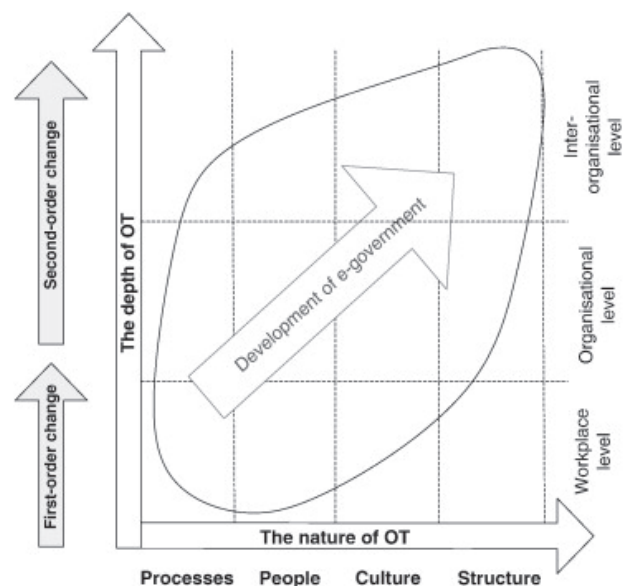 Second-order change
First-order change
The depth of OT
Development of e-government
Inter-
organisational
level
Organisational
level
Workplace
level
The nature of OT
Processes People Culture Structure